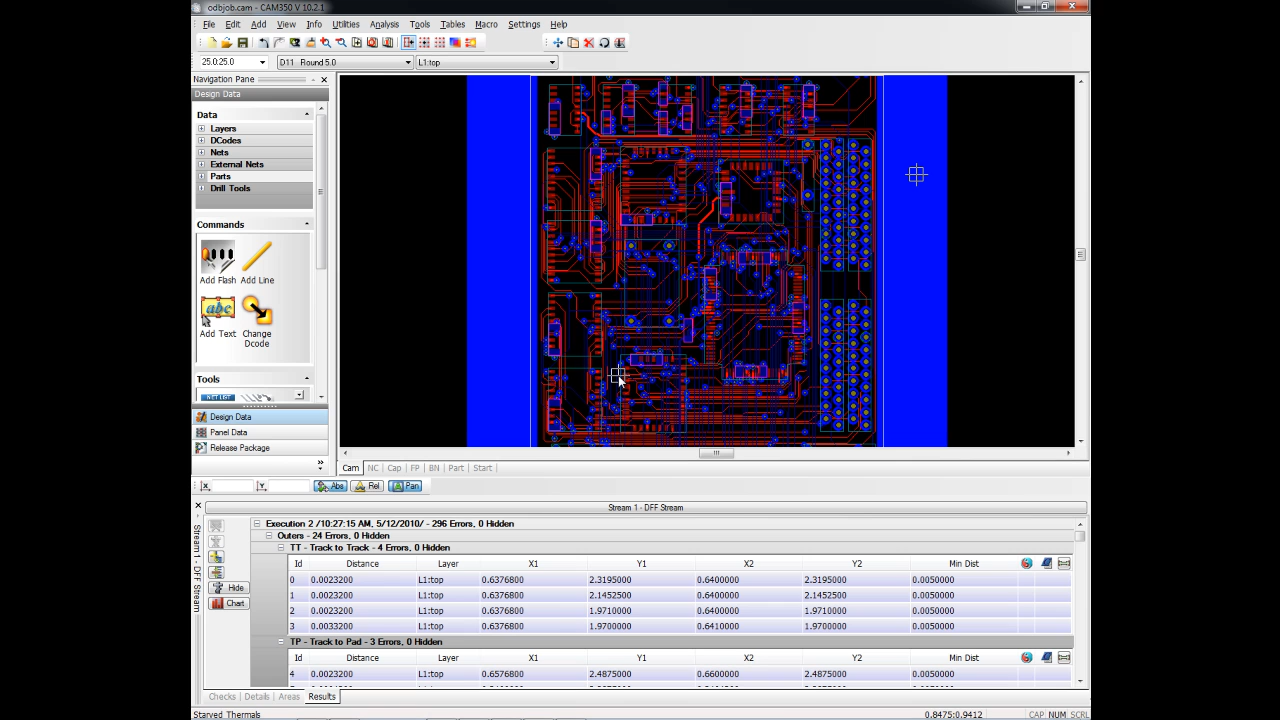 odbjob.cam - CAM350 V 10.2.1
File Edit Add View Info Utilities Analysis Tools Tables Macro Settings Help
25.0:25.0 D11 Round 5.0 L1:top
Navigation Pane
Design Data
Data
Layers
DCodes
Nets
External Nets
Parts
Drill Tools
Commands
Add Flash Add Line
abc
Add Text Change Dcode
Tools
NET LIST
Design Data
Panel Data
Release Package
Cam NC Cap FP BN Part Start
X Y Abs Rel Pan
Stream 1 - DFF Stream
Stream 1 - DFF Stream
Execution 2 /10:27:15 AM, 5/12/2010/ - 296 Errors, 0 Hidden
Outers - 24 Errors, 0 Hidden
TT - Track to Track - 4 Errors, 0 Hidden
Id Distance Layer X1 Y1 X2 Y2 Min Dist
0 0.0023200 L1:top 0.6376800 2.3195000 0.6400000 2.3195000 0.0050000
1 0.0023200 L1:top 0.6376800 2.1452500 0.6400000 2.1452500 0.0050000
2 0.0023200 L1:top 0.6376800 1.9710000 0.6400000 1.9710000 0.0050000
3 0.0033200 L1:top 0.6376800 1.9700000 0.6410000 1.9700000 0.0050000
TP - Track to Pad - 3 Errors, 0 Hidden
Id Distance Layer X1 Y1 X2 Y2 Min Dist
4 0.0023200 L1:top 0.6576800 2.4875000 0.6600000 2.4875000 0.0050000
Hide
Chart
Checks Details Areas Results
Starved Thermals 0.8475:0.9412 CAP NUM SCRL